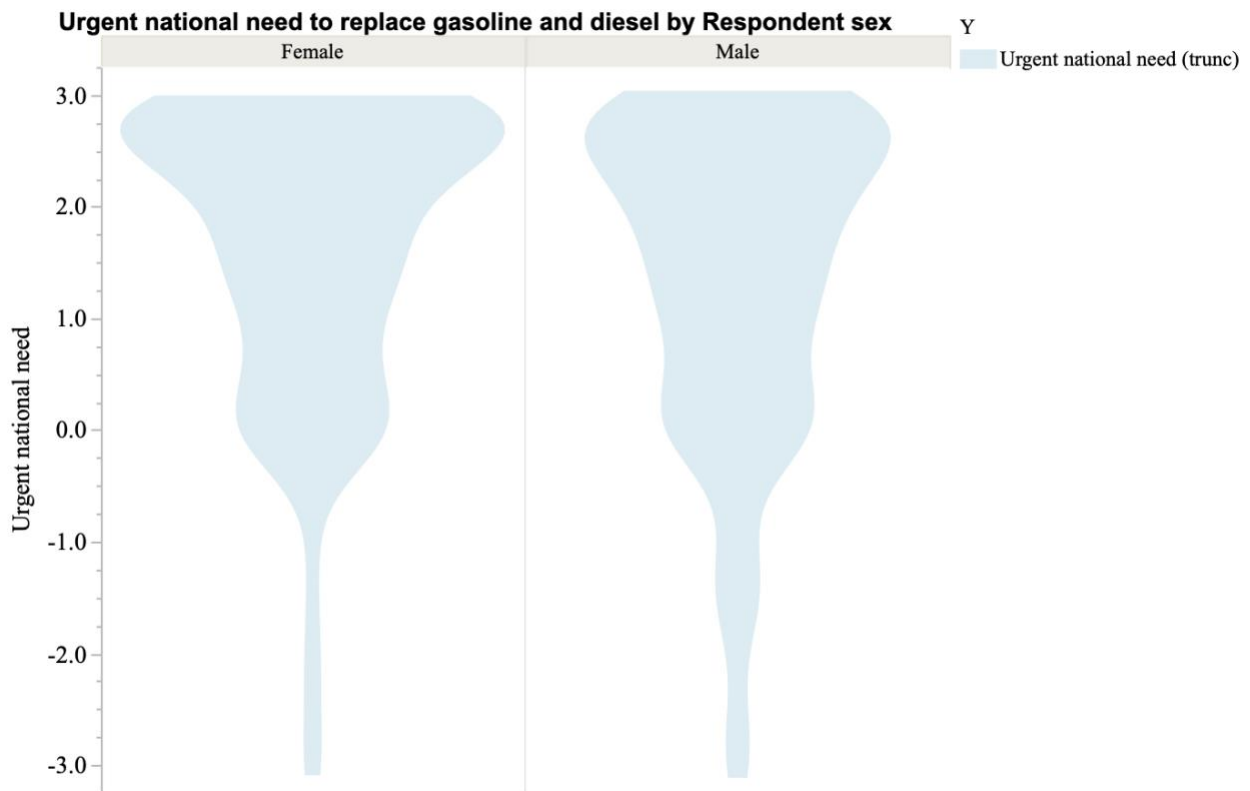 Urgent national need to replace gasoline and diesel by Respondent sex
Y
Female
Male
Urgent national need (trunc)
3.0
2.0
1.0
0.0
-1.0
-2.0
-3.0
Urgent national need